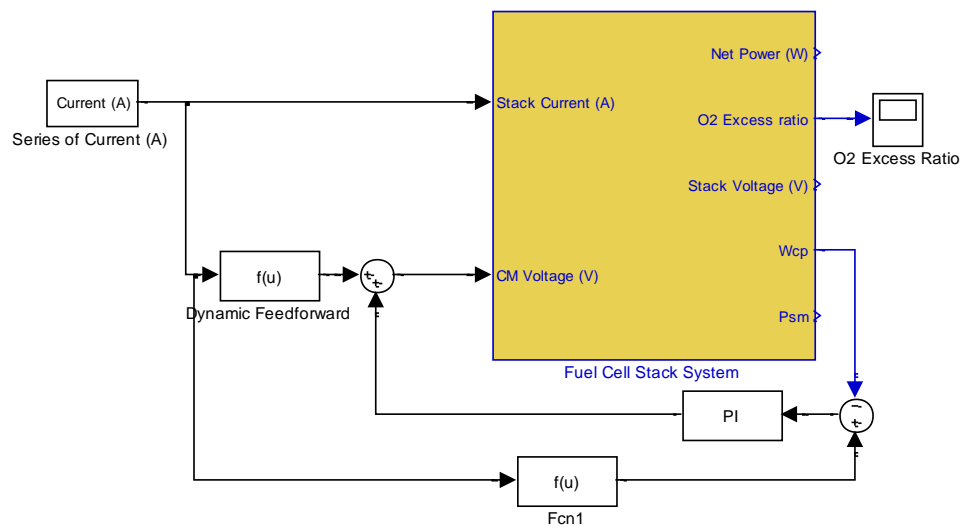 Net Power (W)
Current (A)
Stack Current (A)
O2 Excess ratio
Series of Current (A)
O2 Excess Ratio
Stack Voltage (V)
Wcp
f(u)
CM Voltage (V)
Dynamic Feedforward
Psm
Fuel Cell Stack System
PI
f(u)
Fcn1